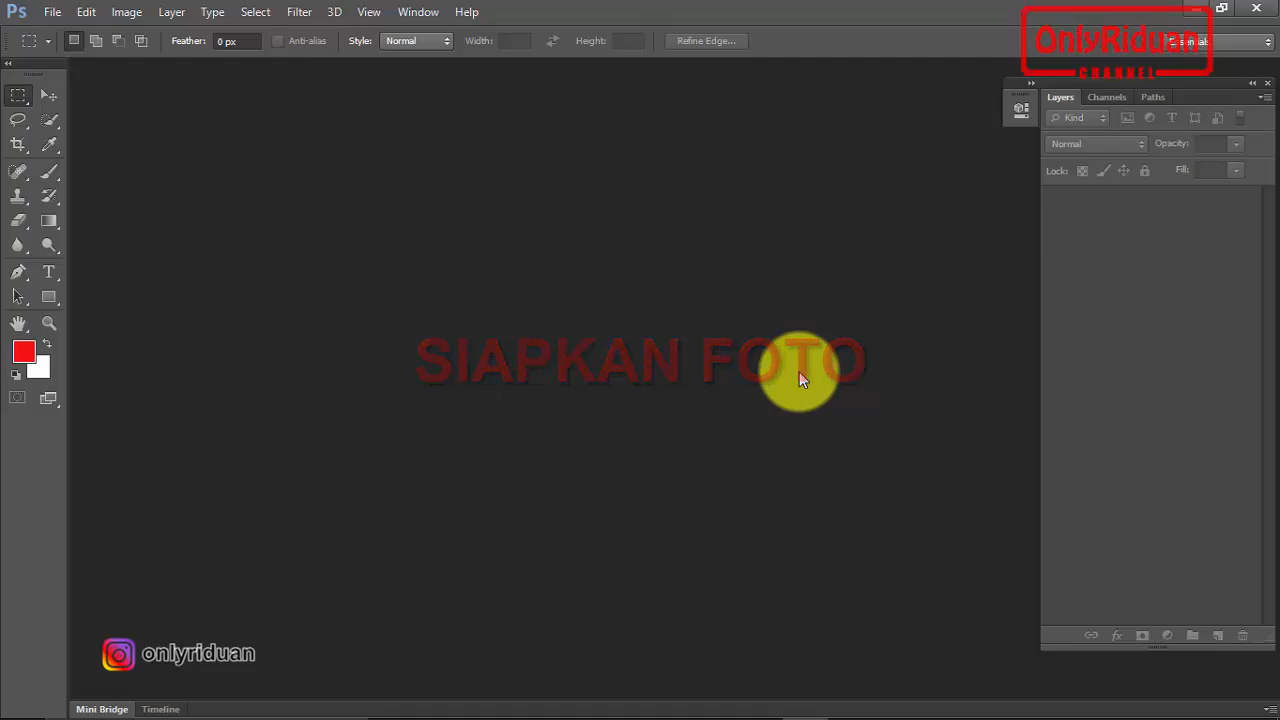 Ps File Edit Image Layer Type Select Filter 3D View Window Help
Feather: 0 px Anti-alias Style: Normal Width: Height: Refine Edge... Essentials
OnlyRiduan
CHANNEL
Layers Channels Paths
Kind
Normal Opacity:
Lock: Fill:
SIAPKAN FOTO
onlyriduan
Mini Bridge Timeline